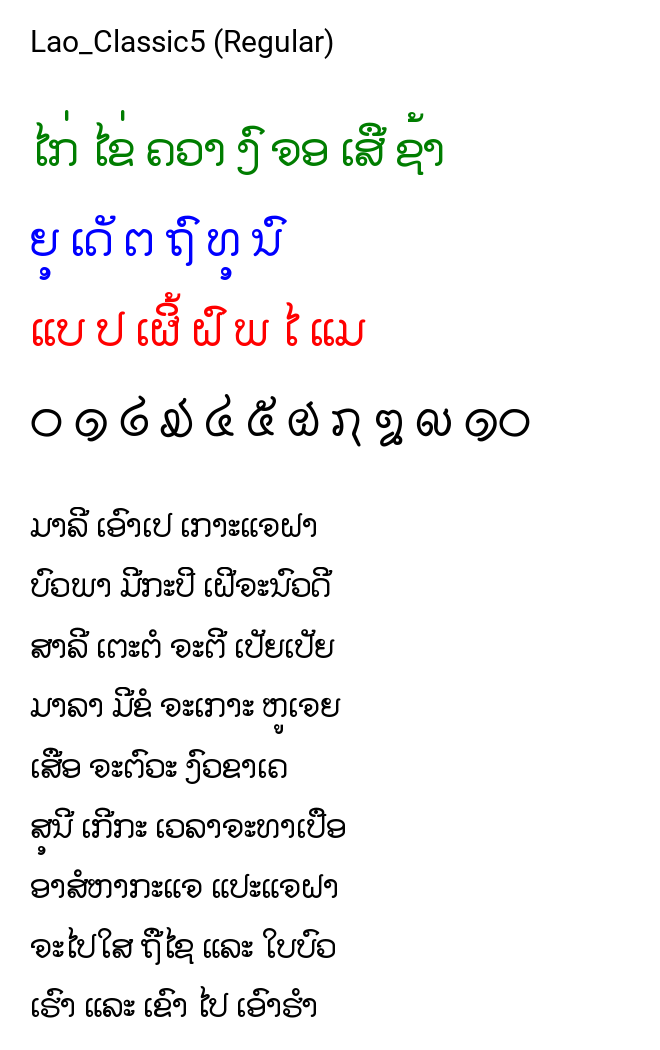 Lao_Classic5 (Regular)
ໄກ່ ໄຂ່ ຄວາ ງົ ຈອ ເສື ຊ້າ
ຍຸ ເດັ ຕ ຖົ ທຸ ນົ
ແບ ປ ເຜິ້ ຝົ ພ ໄ ແມ
໐ ໑ ໒ ໓ ໔ ໕ ໖ ໗ ໘ ໙ ໑໐
ມາລີ ເອົາເປ ເກາະແຈຝາ
ບົວພາ ມີກະປີ ເຝີຈະນົວດີ
ສາລີ ເຕະຕໍ ຈະຕີ ເປັຍເປັຍ
ມາລາ ມີຂໍ ຈະເກາະ ຫູເຈຍ
ເສືອ ຈະຕົວະ ງົວຂາເຄ
ສຸນີ ເກີກະ ເວລາຈະທາເປືອ
ອາສໍຫາກະແຈ ແປະແຈຝາ
ຈະໄປໃສ ຖືໄຊ ແລະ ໃບບົວ
ເຮົາ ແລະ ເຂົາ ໄປ ເອົາຮໍາ